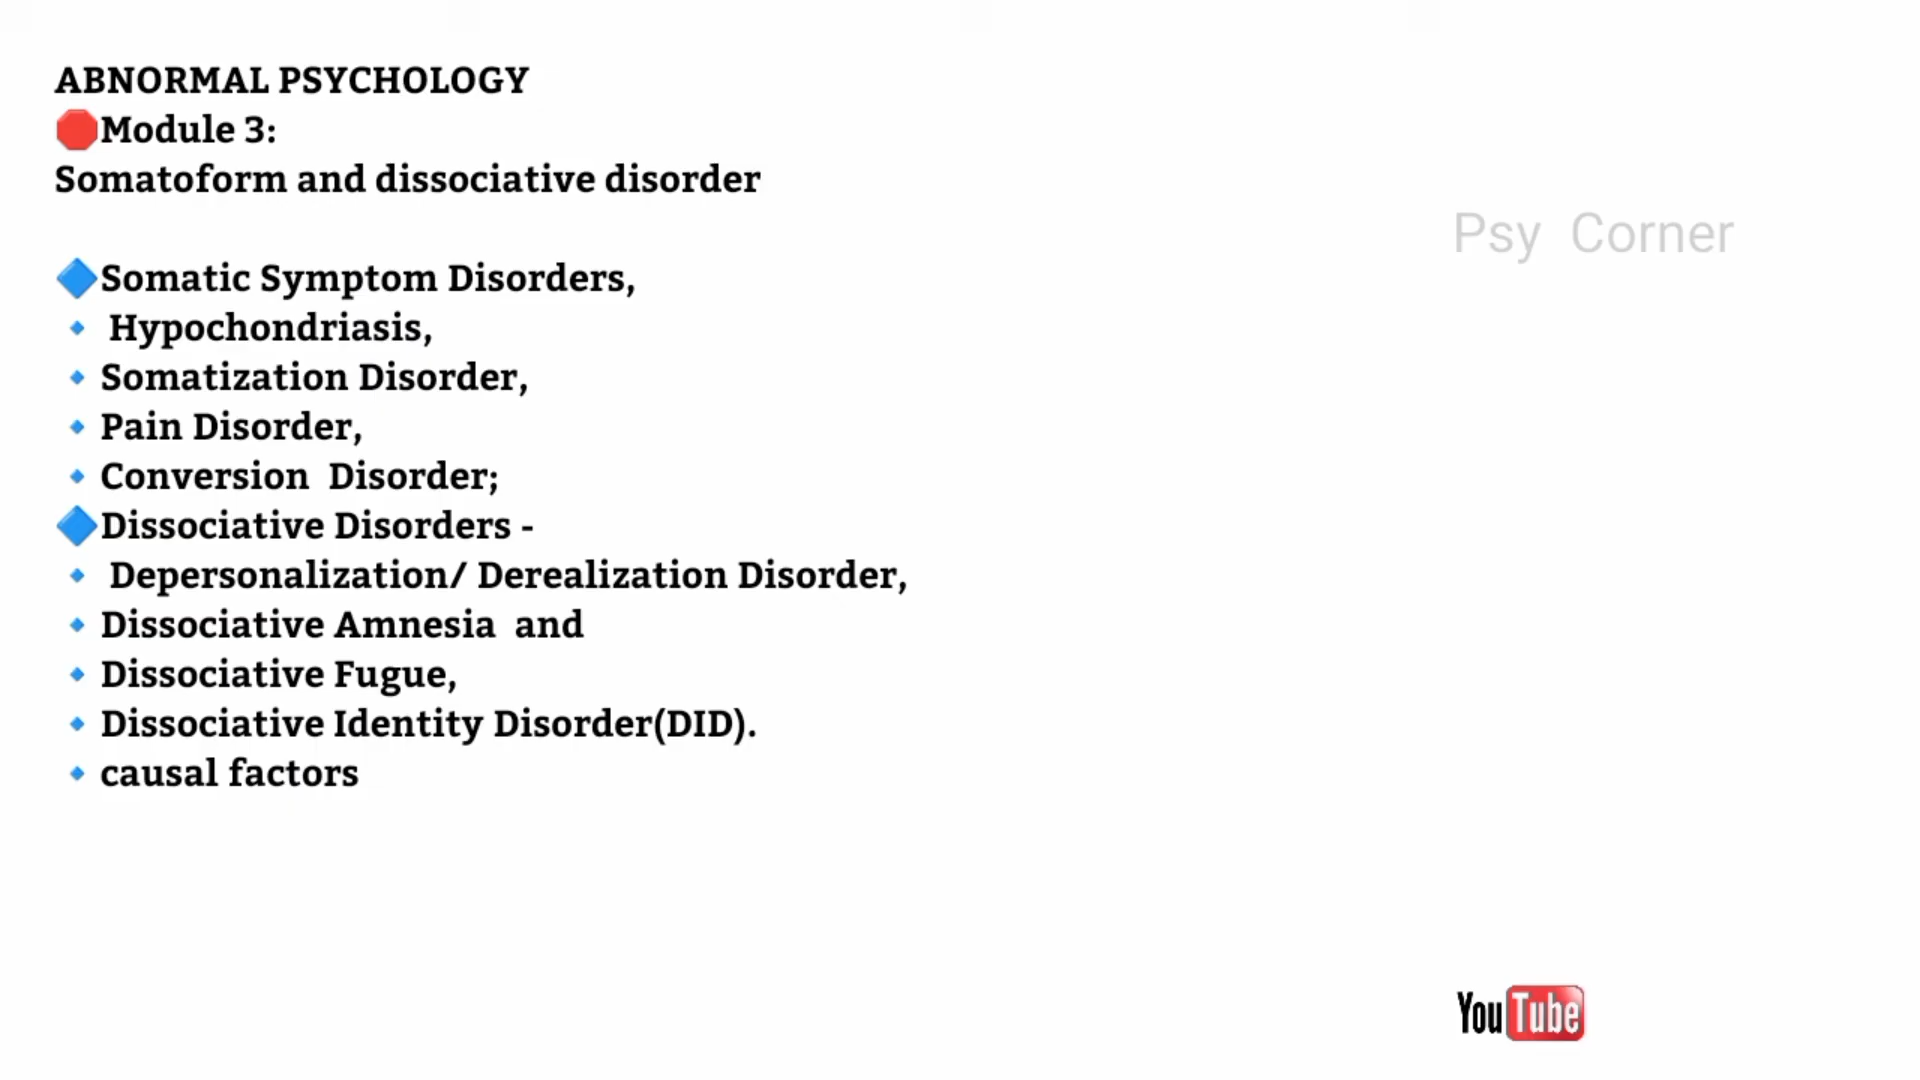 ABNORMAL PSYCHOLOGY
🛑Module 3:
Somatoform and dissociative disorder
Psy Corner
🔷Somatic Symptom Disorders,
🔹 Hypochondriasis,
🔹Somatization Disorder,
🔹Pain Disorder,
🔹Conversion Disorder;
🔷Dissociative Disorders -
🔹 Depersonalization/ Derealization Disorder,
🔹Dissociative Amnesia and
🔹Dissociative Fugue,
🔹Dissociative Identity Disorder(DID).
🔹causal factors
YouTube